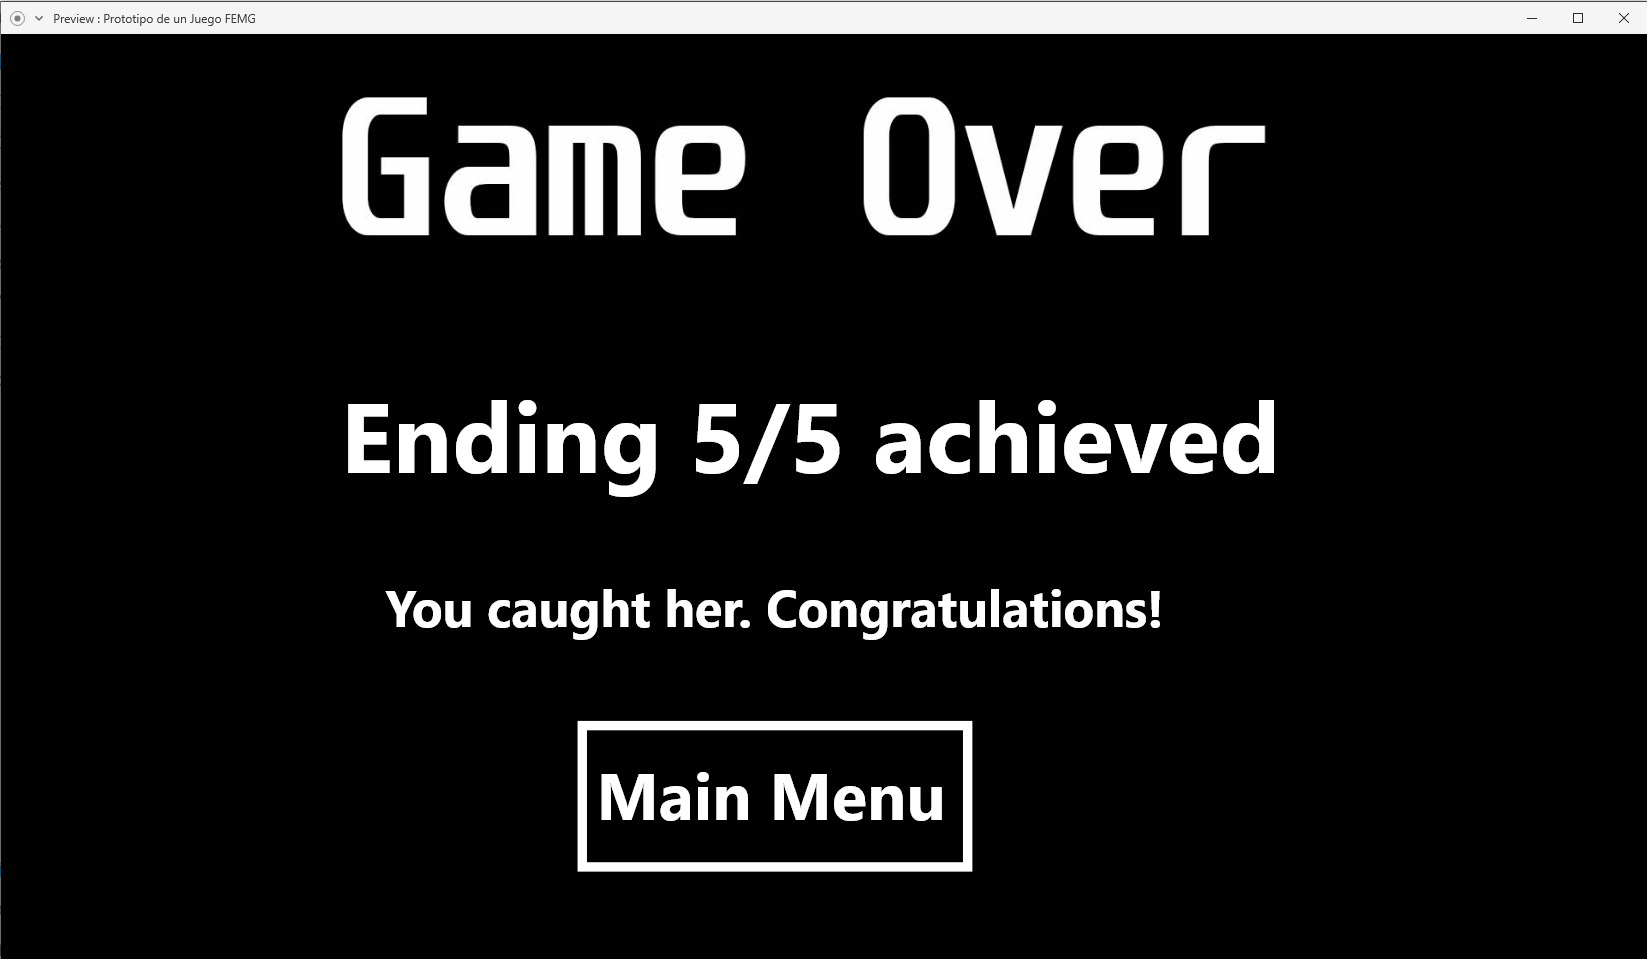 Preview : Prototipo de un Juego FEMG
Game Over
Ending 5/5 achieved
You caught her. Congratulations!
Main Menu